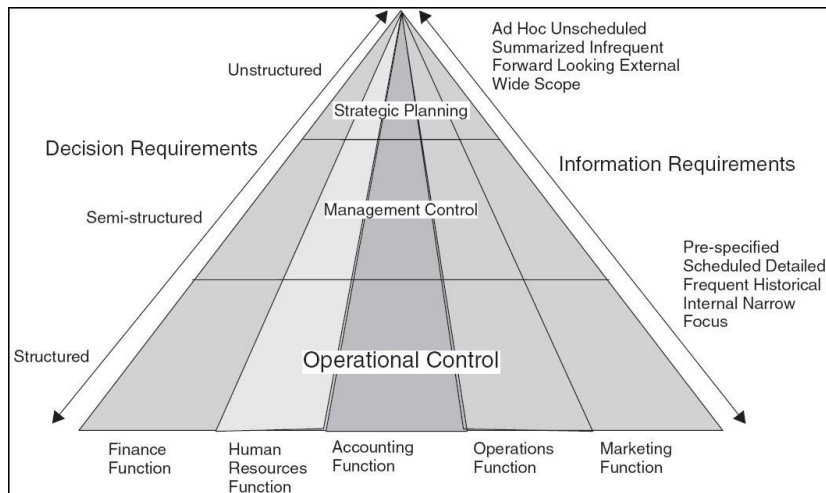 Ad Hoc Unscheduled
Summarized Infrequent
Forward Looking External
Wide Scope
Unstructured
Strategic Planning
Decision Requirements
Information Requirements
Semi-structured
Management Control
Pre-specified
Scheduled Detailed
Frequent Historical
Internal Narrow
Focus
Structured
Operational Control
Finance
Function
Human
Resources
Function
Accounting
Function
Operations
Function
Marketing
Function